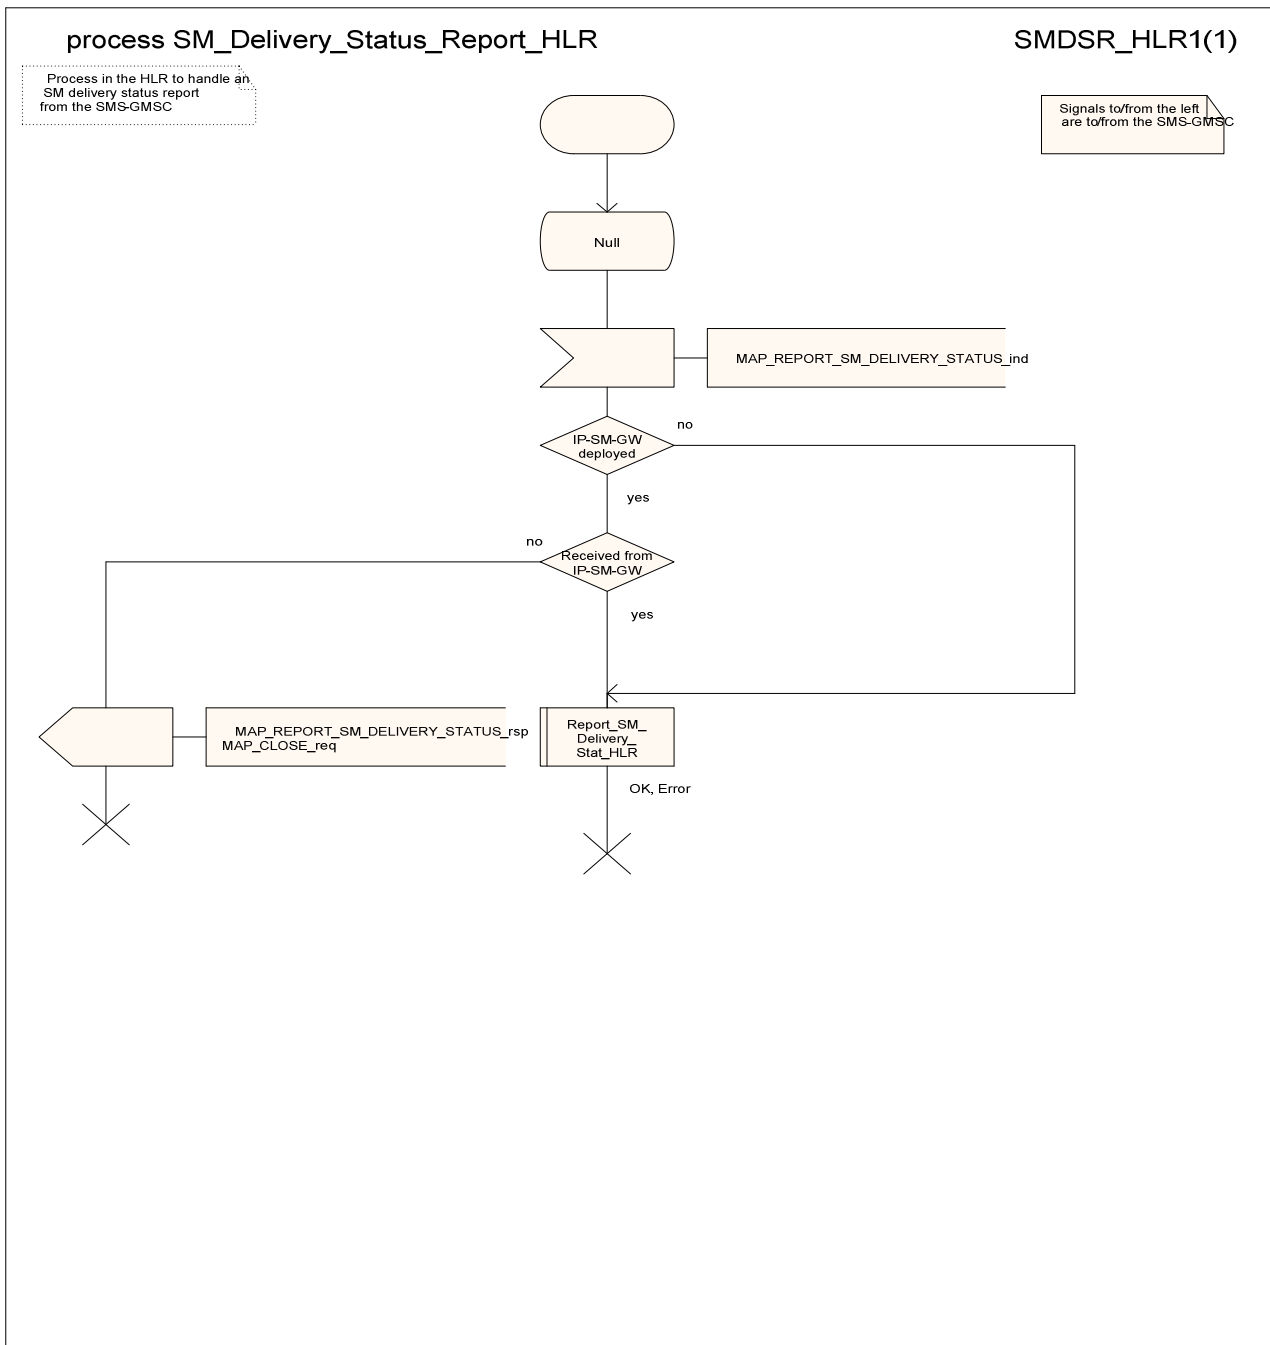 process SM_Delivery_Status_Report_HLR
SMDSR_HLR1(1)
Process in the HLR to handle an
SM delivery status report
from the SMS-GMSC
Signals to/from the left
are to/from the SMS-GMSC
Null
MAP_REPORT_SM_DELIVERY_STATUS_ind
IP-SM-GW
deployed
no
yes
no
Received from
IP-SM-GW
yes
MAP_REPORT_SM_DELIVERY_STATUS_rsp
MAP_CLOSE_req
Report_SM_
Delivery_
Stat_HLR
OK, Error